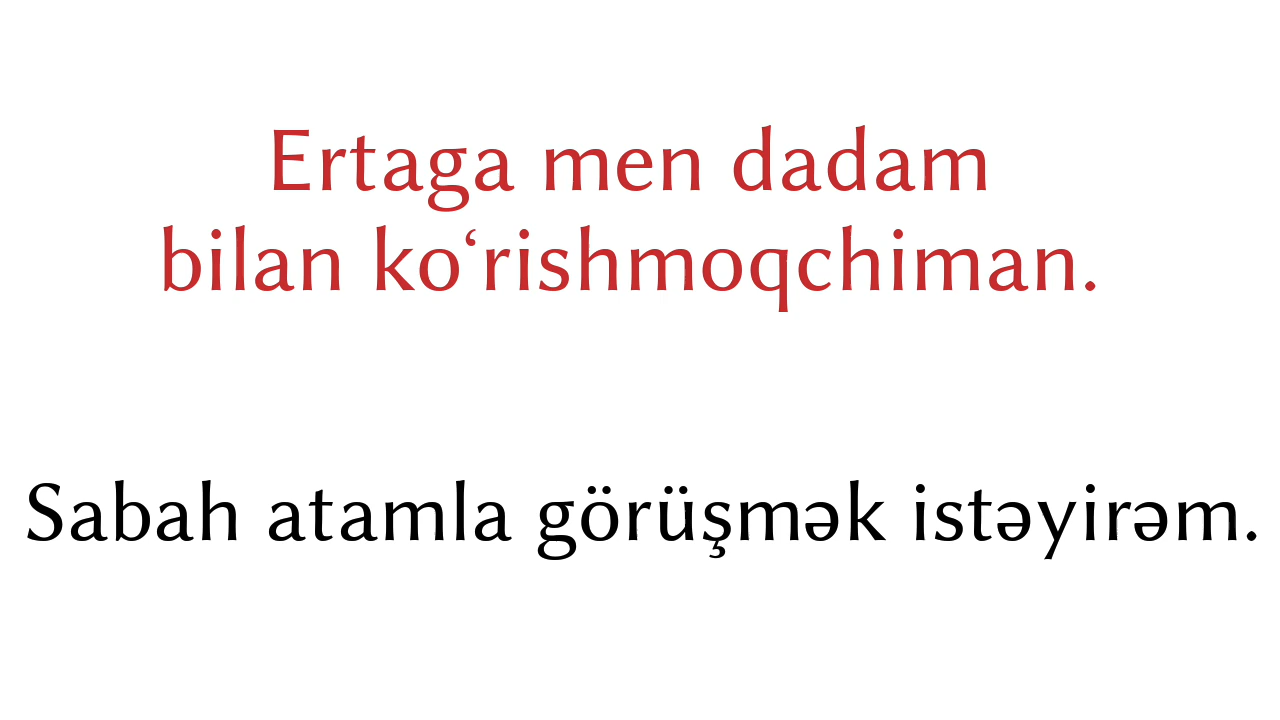 Ertaga men dadam
bilan ko‘rishmoqchiman.
Sabah atamla görüşmək istəyirəm.